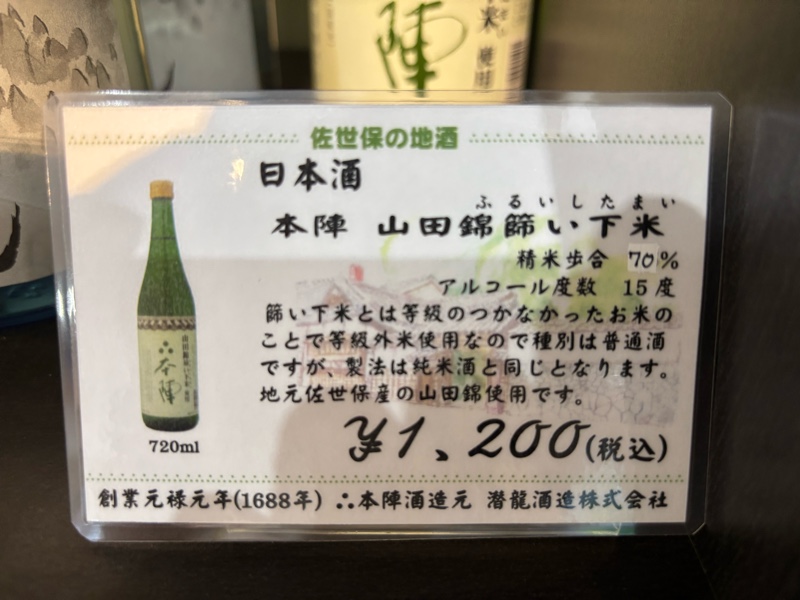 陣
佐世保の地酒
日本酒
ふるいしたまい
本陣 山田錦篩い下米
精米歩合 70%
アルコール度数 15度
篩い下米とは等級のつかなかったお米の
ことで等級外米使用なので種別は普通酒
ですが、製法は純米酒と同じとなります。
地元佐世保産の山田錦使用です。
本陣
720ml
¥1、200(税込)
創業元禄元年(1688年) ∴本陣酒造元 潜龍酒造株式会社